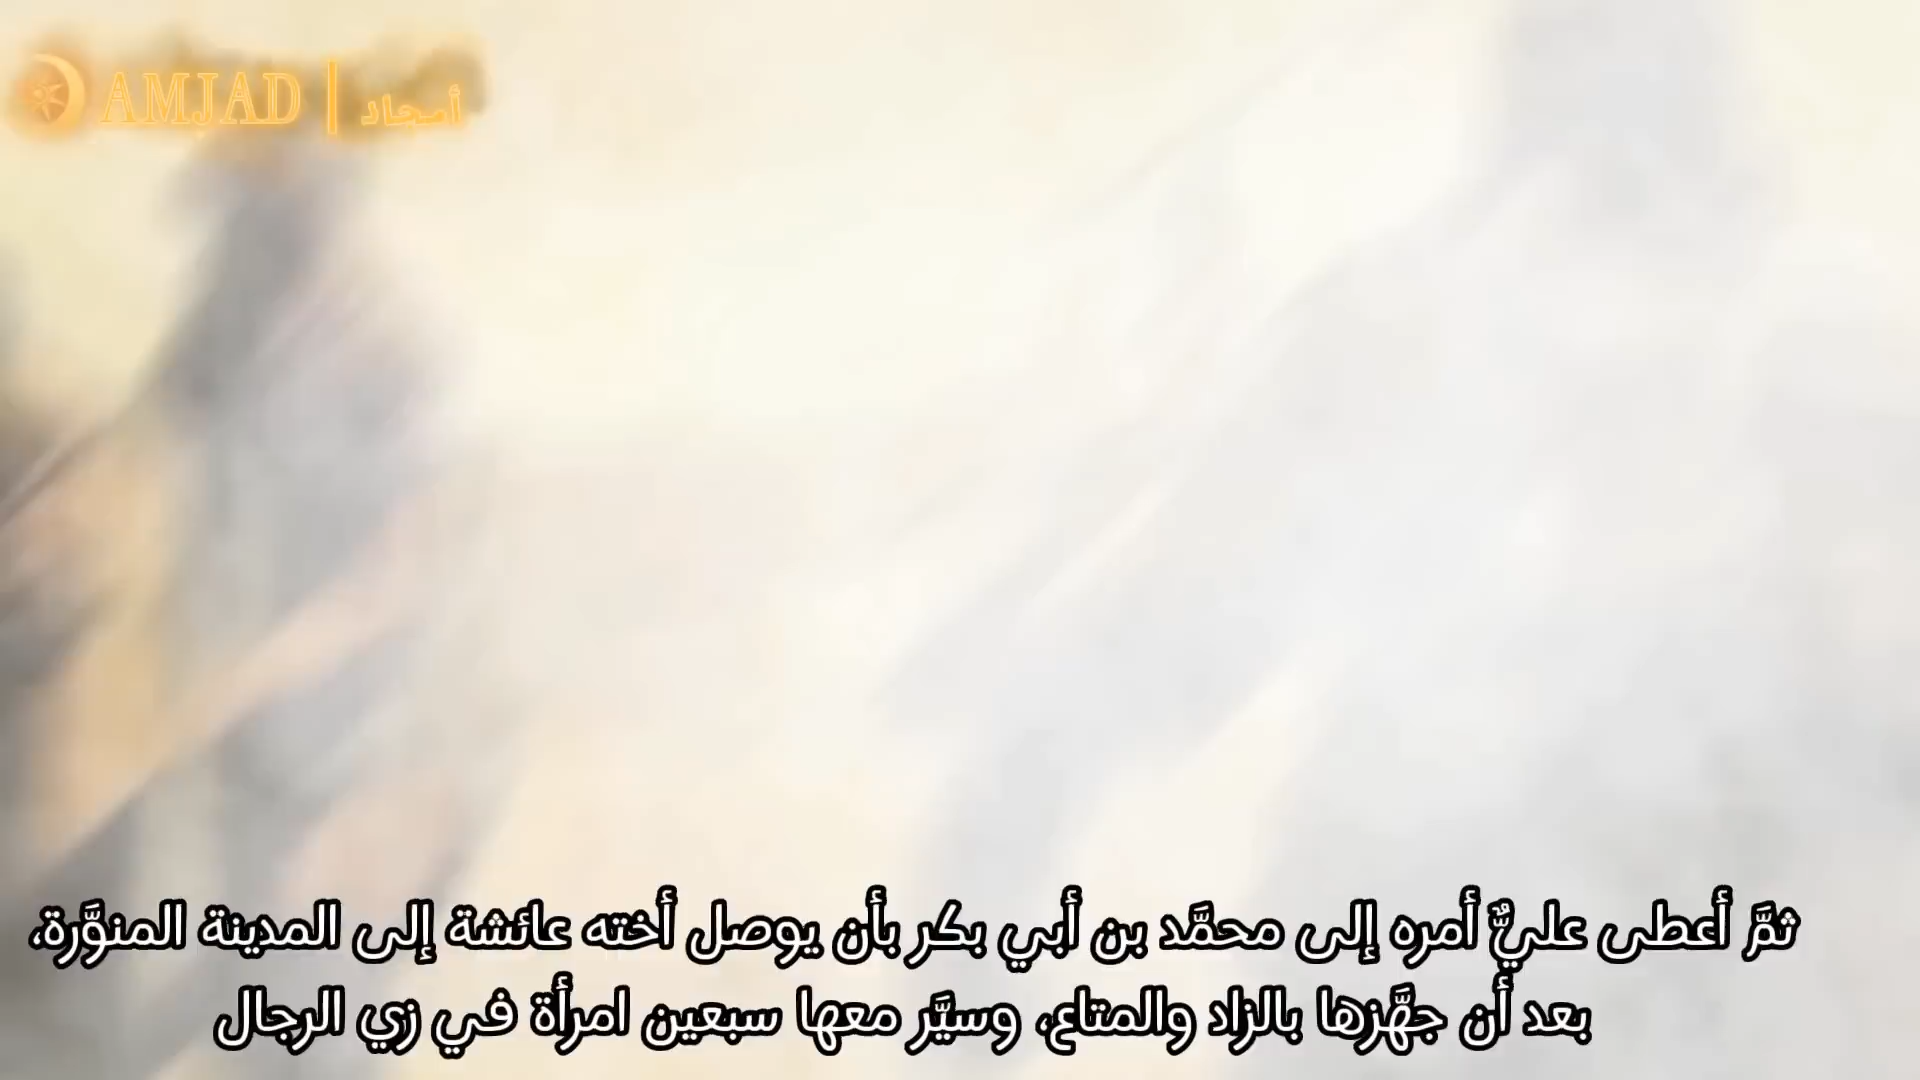 AMJAD | أمجاد
ثمَّ أعطى عليٌّ أمره إلى محمَّد بن أبي بكر بأن يوصل أخته عائشة إلى المدينة المنوَّرة،
بعد أن جهَّزها بالزاد والمتاع، وسيَّر معها سبعين امرأة في زي الرجال